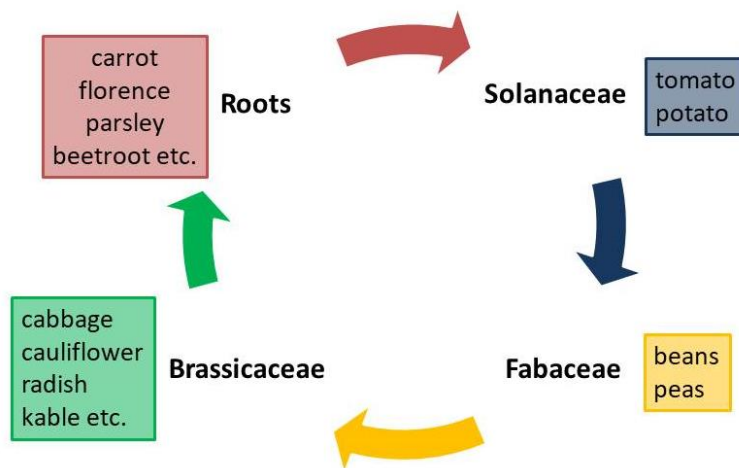 carrot
florence
parsley
beetroot etc.
Roots
Solanaceae
tomato
potato
cabbage
cauliflower
radish
kable etc.
Brassicaceae
Fabaceae
beans
peas